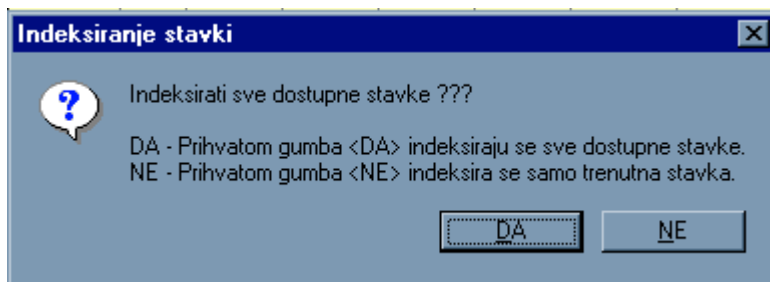 Indeksiranje stavki
Indeksirati sve dostupne stavke ???
DA - Prihvatom gumba <DA> indeksiraju se sve dostupne stavke.
NE - Prihvatom gumba <NE> indeksira se samo trenutna stavka.
DA NE